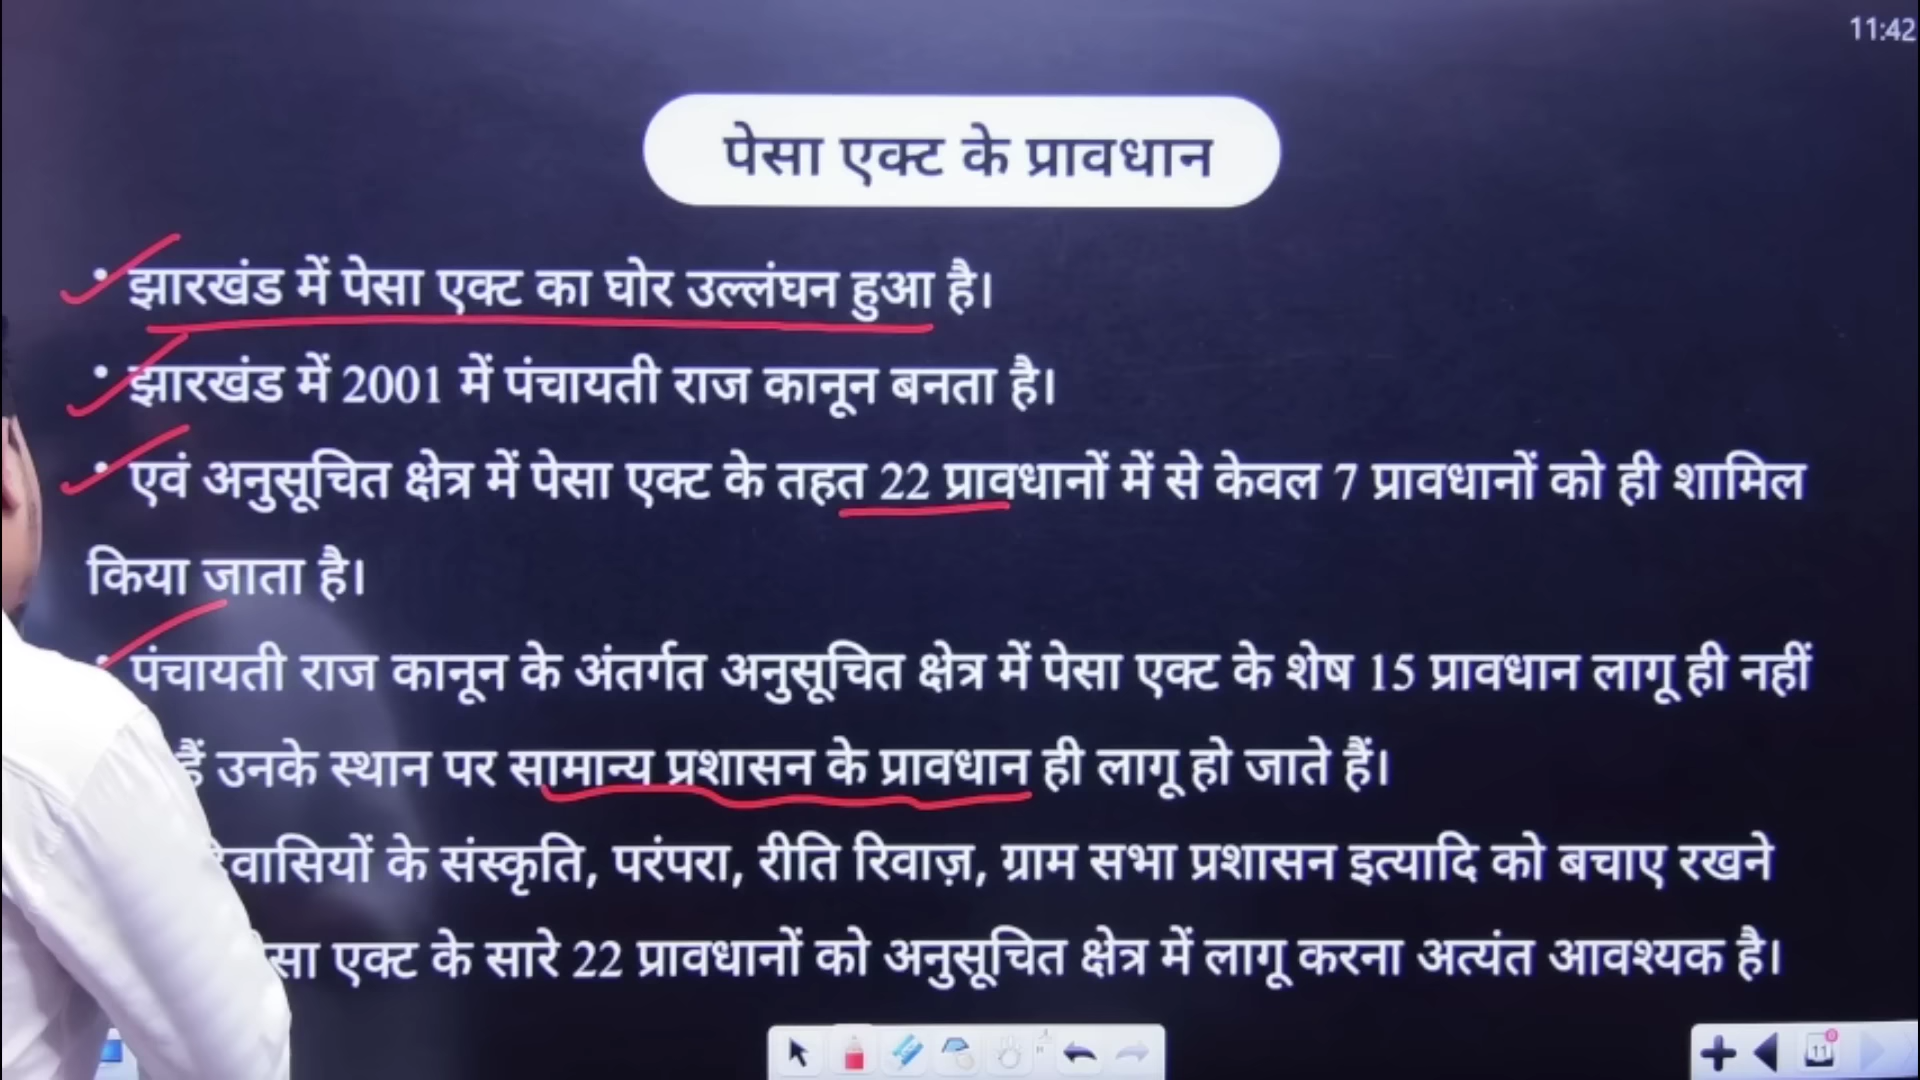 11:42
पेसा एक्ट के प्रावधान
• झारखंड में पेसा एक्ट का घोर उल्लंघन हुआ है।
• झारखंड में 2001 में पंचायती राज कानून बनता है।
• एवं अनुसूचित क्षेत्र में पेसा एक्ट के तहत 22 प्रावधानों में से केवल 7 प्रावधानों को ही शामिल
किया जाता है।
• पंचायती राज कानून के अंतर्गत अनुसूचित क्षेत्र में पेसा एक्ट के शेष 15 प्रावधान लागू ही नहीं
हैं उनके स्थान पर सामान्य प्रशासन के प्रावधान ही लागू हो जाते हैं।
के संस्कृति, परंपरा, रीति रिवाज़, ग्राम सभा प्रशासन इत्यादि को बचाए रखने
एक्ट के सारे 22 प्रावधानों को अनुसूचित क्षेत्र में लागू करना अत्यंत आवश्यक है।
11